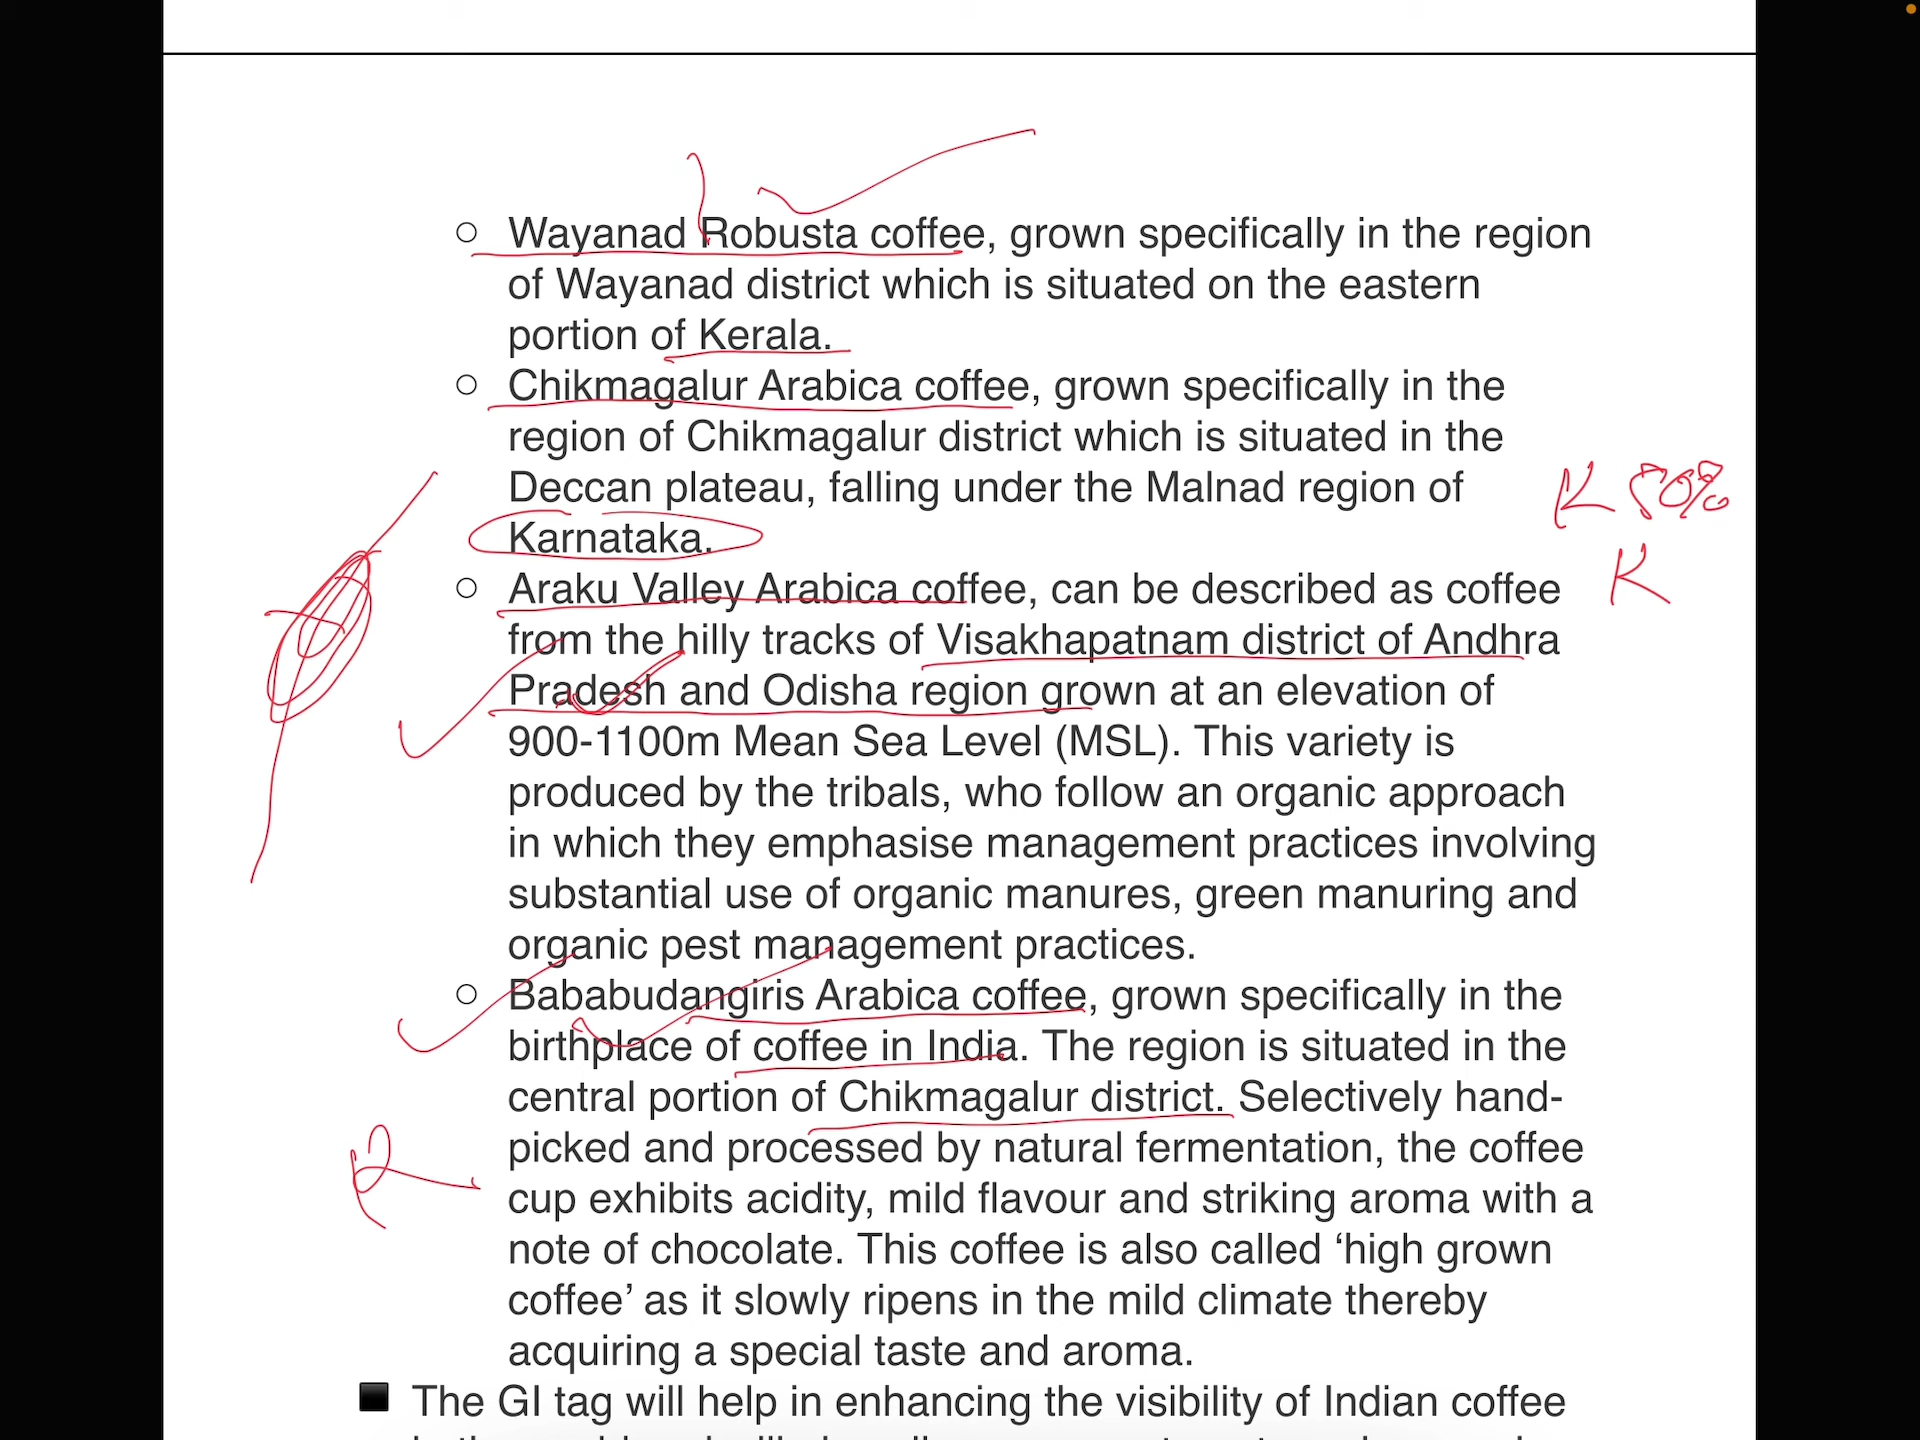 ○ Wayanad Robusta coffee, grown specifically in the region
of Wayanad district which is situated on the eastern
portion of Kerala.
○ Chikmagalur Arabica coffee, grown specifically in the
region of Chikmagalur district which is situated in the
Deccan plateau, falling under the Malnad region of
K 80%
Karnataka.
K
○ Araku Valley Arabica coffee, can be described as coffee
from the hilly tracks of Visakhapatnam district of Andhra
Pradesh and Odisha region grown at an elevation of
900-1100m Mean Sea Level (MSL). This variety is
produced by the tribals, who follow an organic approach
in which they emphasise management practices involving
substantial use of organic manures, green manuring and
organic pest management practices.
○ Bababudangiris Arabica coffee, grown specifically in the
birthplace of coffee in India. The region is situated in the
central portion of Chikmagalur district. Selectively hand-
picked and processed by natural fermentation, the coffee
cup exhibits acidity, mild flavour and striking aroma with a
note of chocolate. This coffee is also called ‘high grown
coffee’ as it slowly ripens in the mild climate thereby
acquiring a special taste and aroma.
■ The GI tag will help in enhancing the visibility of Indian coffee